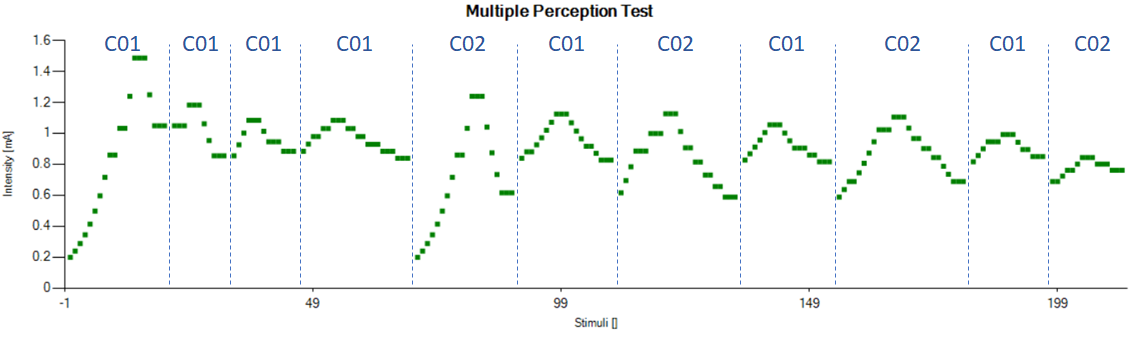 Multiple Perception Test
C01 C01 C01 C01 C02 C01 C02 C01 C02 C01 C02
1.6
1.4
1.2
1
0.8
0.6
0.4
0.2
0
Intensity [mA]
-1 49 99 149 199
Stimuli []